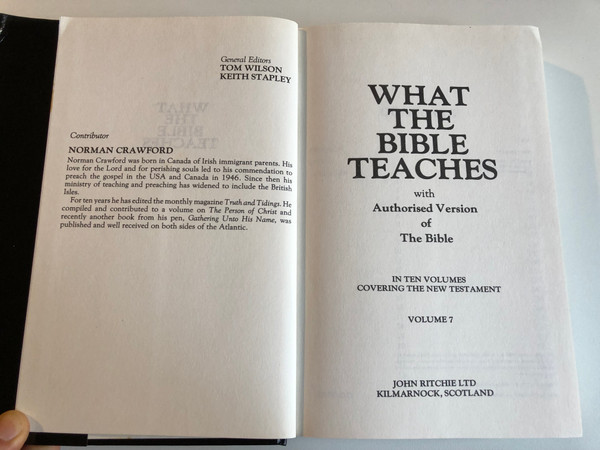 General Editors
TOM WILSON
KEITH STAPLEY
Contributor
NORMAN CRAWFORD
Norman Crawford was born in Canada of Irish immigrant parents. His
love for the Lord and for perishing souls led to his commendation to
preach the gospel in the USA and Canada in 1946. Since then his
ministry of teaching and preaching has widened to include the British
Isles.
For ten years he has edited the monthly magazine Truth and Tidings. He
compiled and contributed to a volume on The Person of Christ and
recently another book from his pen, Gathering Unto His Name, was
published and well received on both sides of the Atlantic.
WHAT
THE
BIBLE
TEACHES
with
Authorised Version
of
The Bible
IN TEN VOLUMES
COVERING THE NEW TESTAMENT
VOLUME 7
JOHN RITCHIE LTD
KILMARNOCK, SCOTLAND